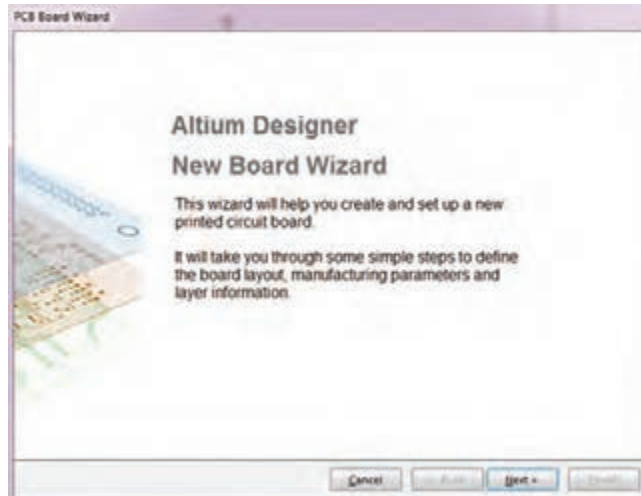 PCB Board Wizard
Altium Designer
New Board Wizard
This wizard will help you create and set up a new
printed circuit board.
It will take you through some simple steps to define
the board layout, manufacturing parameters and
layer information.
Cancel
Next >